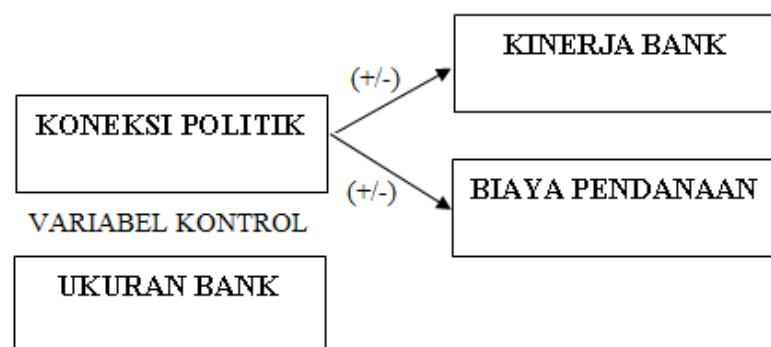 KINERJA BANK
(+/-)
KONEKSI POLITIK
(+/-)
BIAYA PENDANAAN
VARIABEL KONTROL
UKURAN BANK